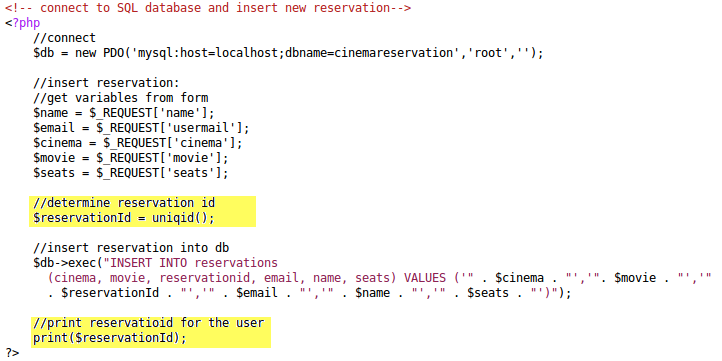 <!-- connect to SQL database and insert new reservation-->
<?php
//connect
$db = new PDO('mysql:host=localhost;dbname=cinemareservation','root','');
//insert reservation:
//get variables from form
$name = $_REQUEST['name'];
$email = $_REQUEST['usermail'];
$cinema = $_REQUEST['cinema'];
$movie = $_REQUEST['movie'];
$seats = $_REQUEST['seats'];
//determine reservation id
$reservationId = uniqid();
//insert reservation into db
$db->exec("INSERT INTO reservations
(cinema, movie, reservationid, email, name, seats) VALUES ('" . $cinema . "','". $movie . "','"
. $reservationId . "','" . $email . "','" . $name . "','" . $seats . "')");
//print reservatioid for the user
print($reservationId);
?>